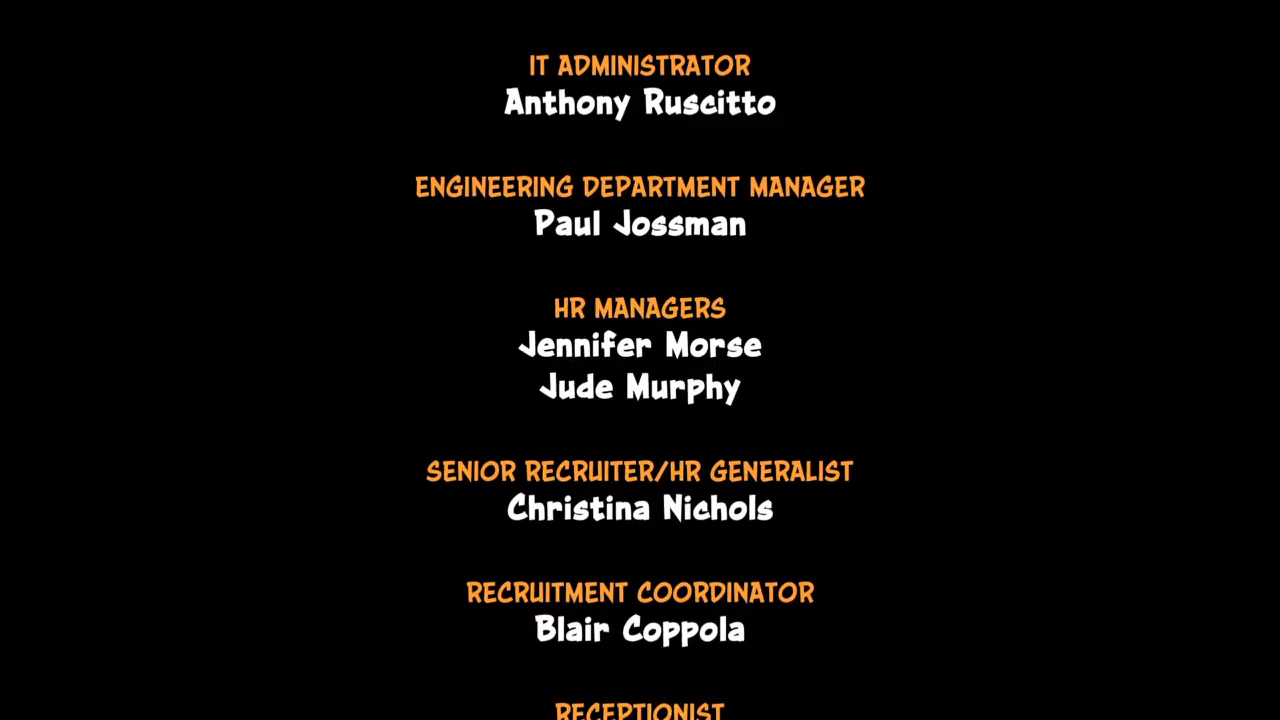 IT ADMINISTRATOR
Anthony Ruscitto
ENGINEERING DEPARTMENT MANAGER
Paul Jossman
HR MANAGERS
Jennifer Morse
Jude Murphy
SENIOR RECRUITER/HR GENERALIST
Christina Nichols
RECRUITMENT COORDINATOR
Blair Coppola
RECEPTIONIST